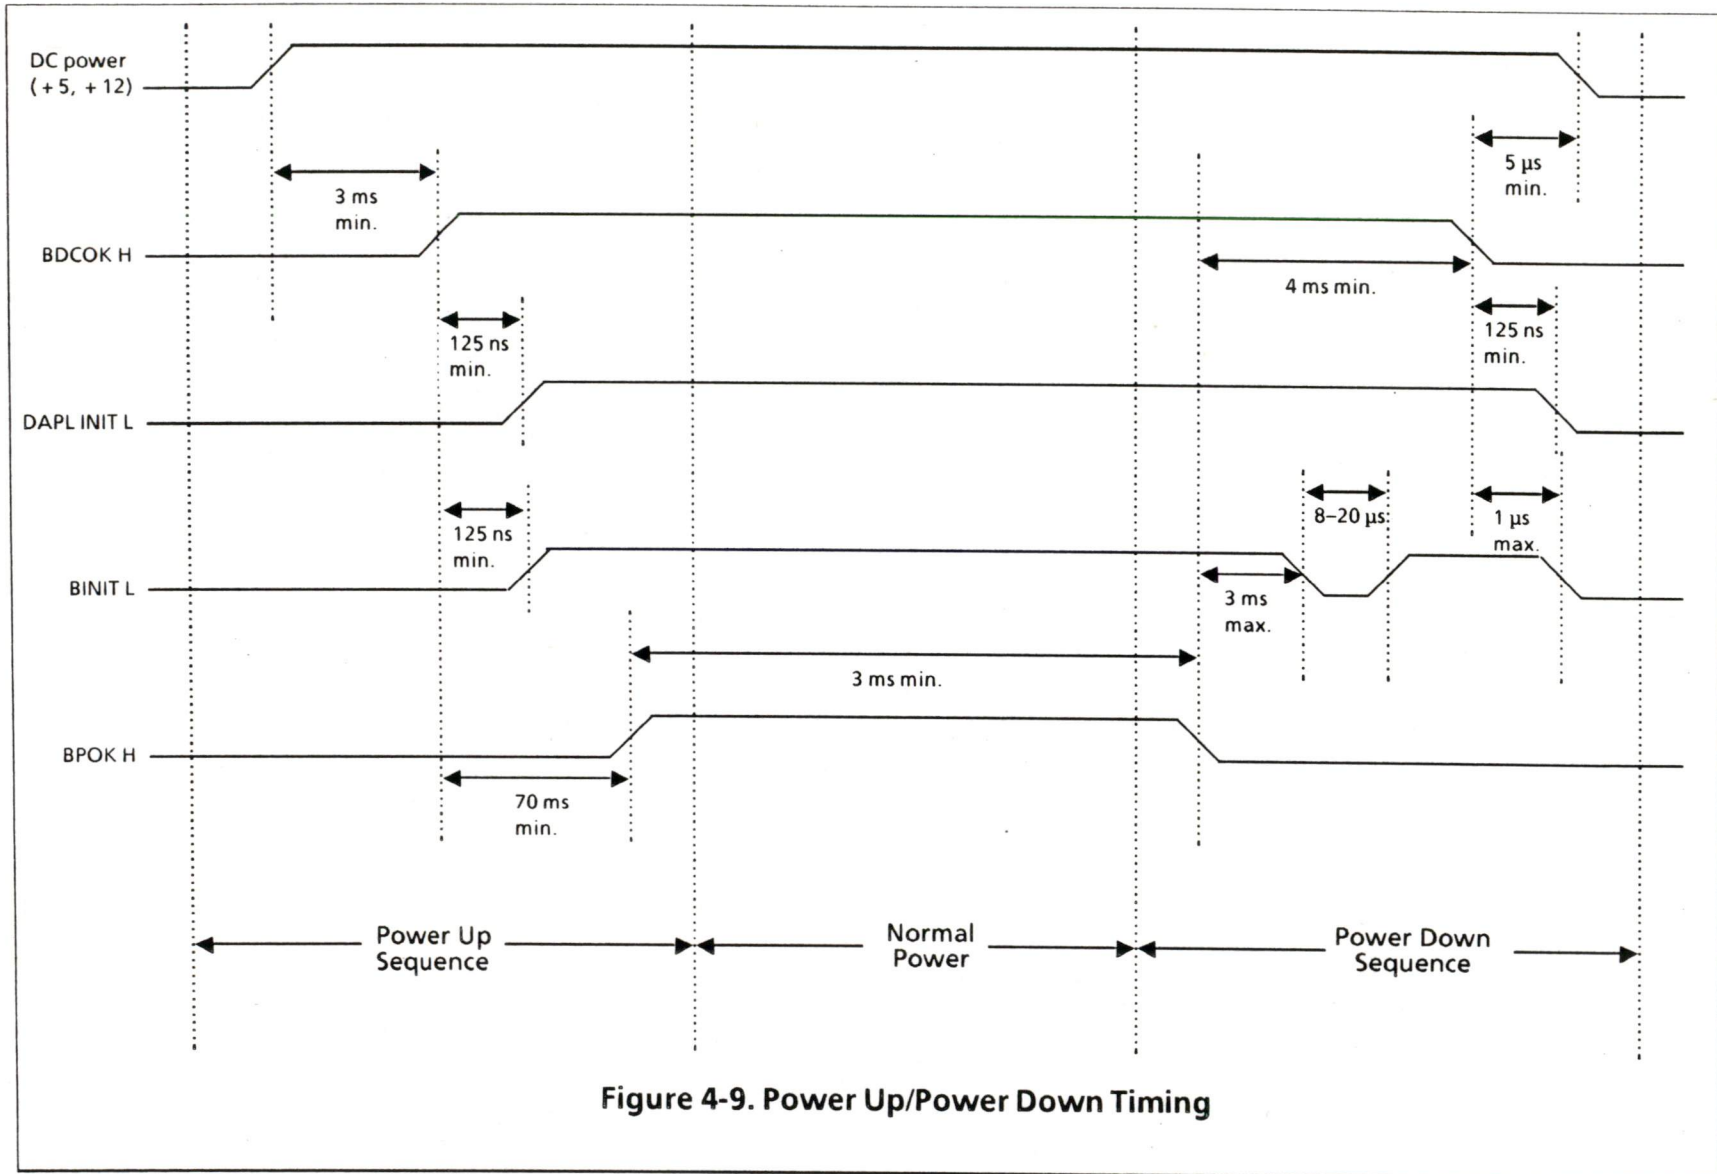 DC power
(+5, +12)
3 ms
min.
5 µs
min.
BDCOK H
4 ms min.
125 ns
min.
125 ns
min.
DAPL INIT L
125 ns
min.
8–20 µs
1 µs
max.
BINIT L
3 ms
max.
3 ms min.
BPOK H
70 ms
min.
Power Up
Sequence
Normal
Power
Power Down
Sequence
Figure 4-9. Power Up/Power Down Timing